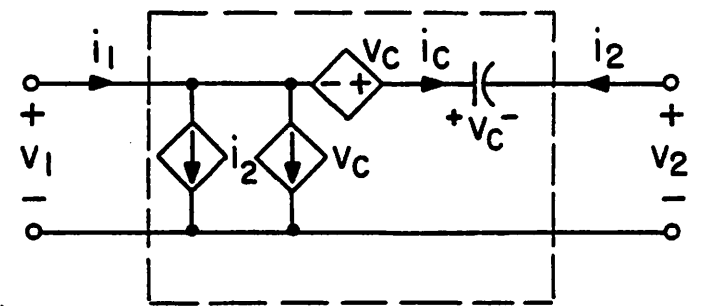 i1 vC iC i2
− +
+ + vC − +
v1 i2 vC v2
− −